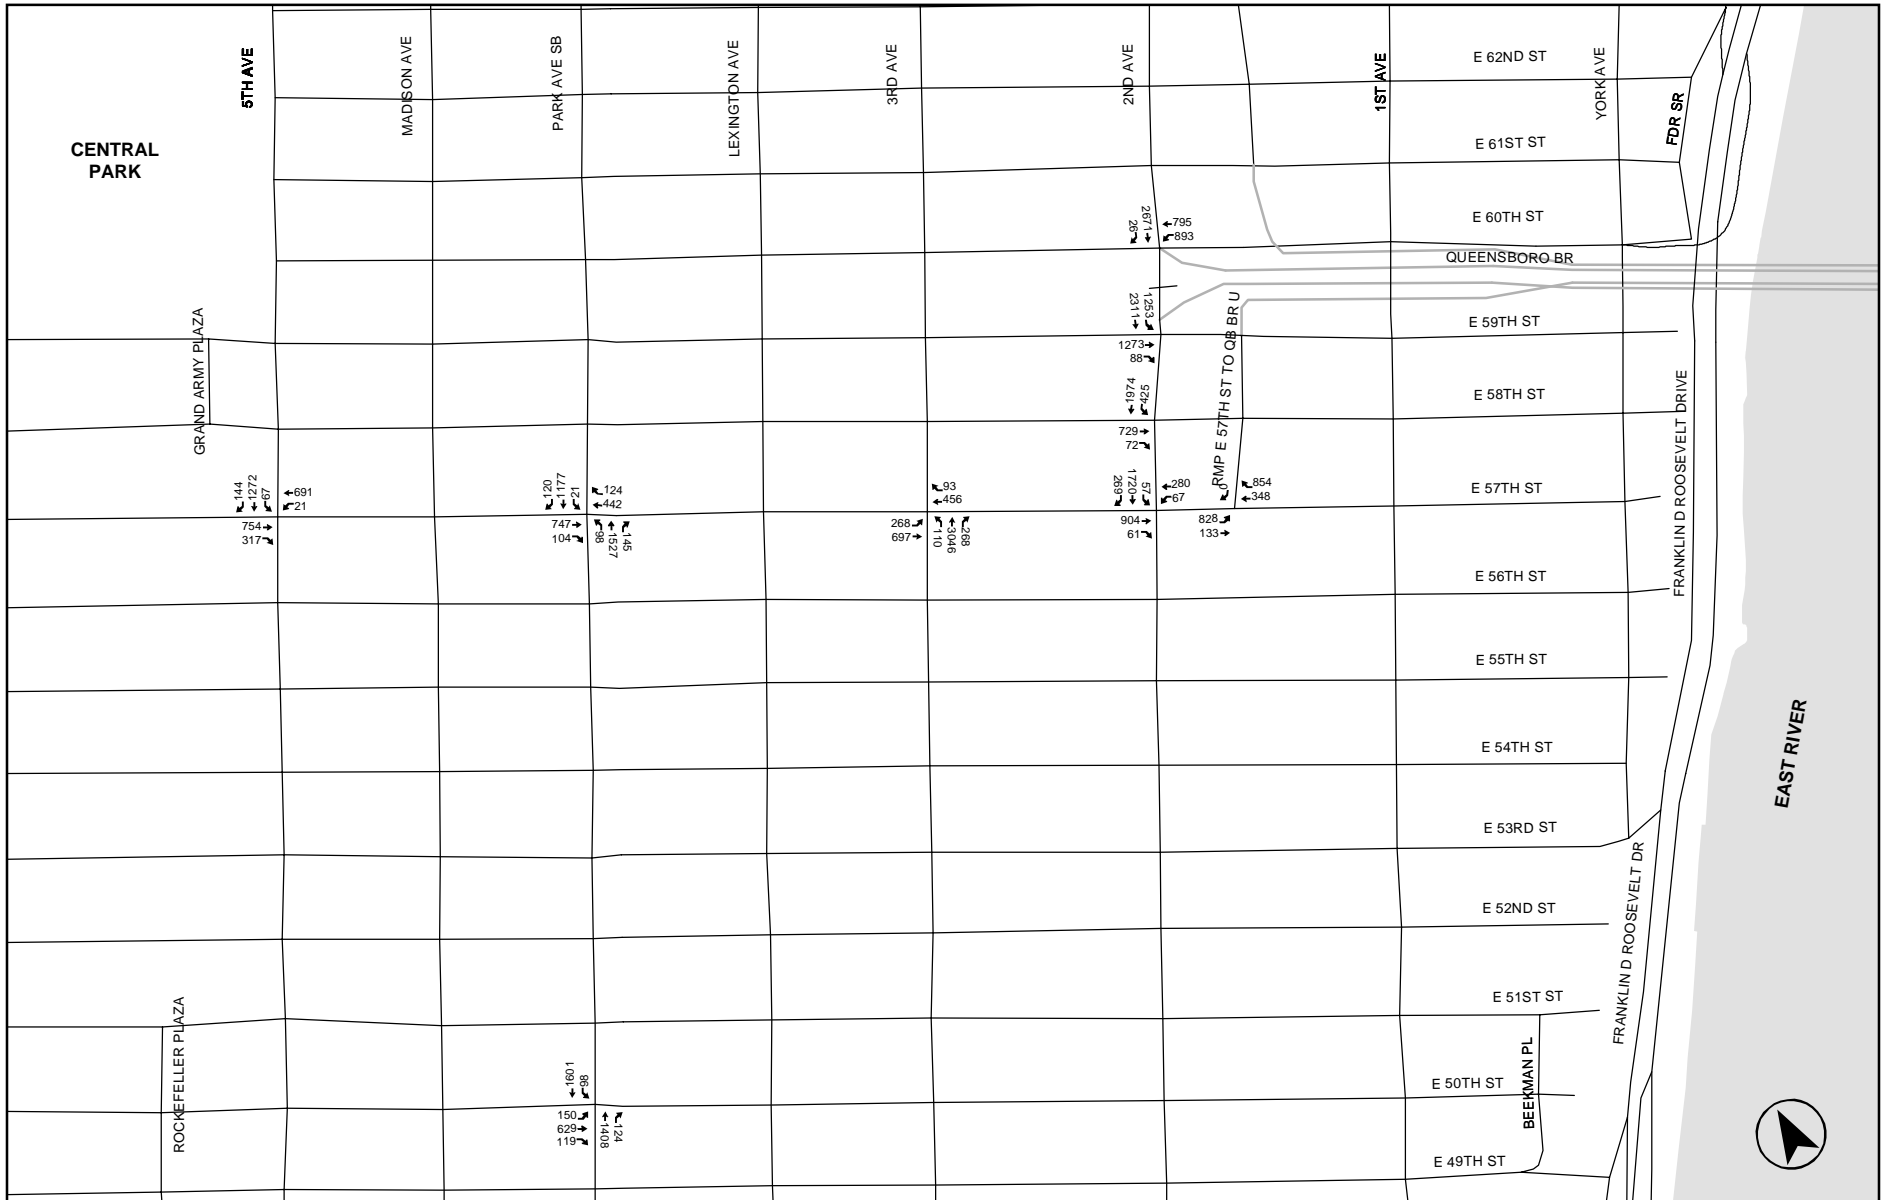 5TH AVE
MADISON AVE
PARK AVE SB
LEXINGTON AVE
3RD AVE
2ND AVE
1ST AVE
YORK AVE
FDR SR
E 62ND ST
CENTRAL
PARK
E 61ST ST
E 60TH ST
26
2671
795
893
QUEENSBORO BR
2311
1253
E 59TH ST
1273
88
GRAND ARMY PLAZA
RMP E 57TH ST TO QB BR U
FRANKLIN D ROOSEVELT DRIVE
1974
425
E 58TH ST
729
72
144
1272
67
691
21
754
317
120
1177
21
124
442
747
104
98
1527
145
93
456
268
697
110
3046
268
269
1720
57
280
67
904
61
0
854
348
828
133
E 57TH ST
E 56TH ST
E 55TH ST
EAST RIVER
E 54TH ST
E 53RD ST
FRANKLIN D ROOSEVELT DR
E 52ND ST
E 51ST ST
ROCKEFELLER PLAZA
BEEKMAN PL
1601
98
E 50TH ST
150
629
119
1408
124
E 49TH ST